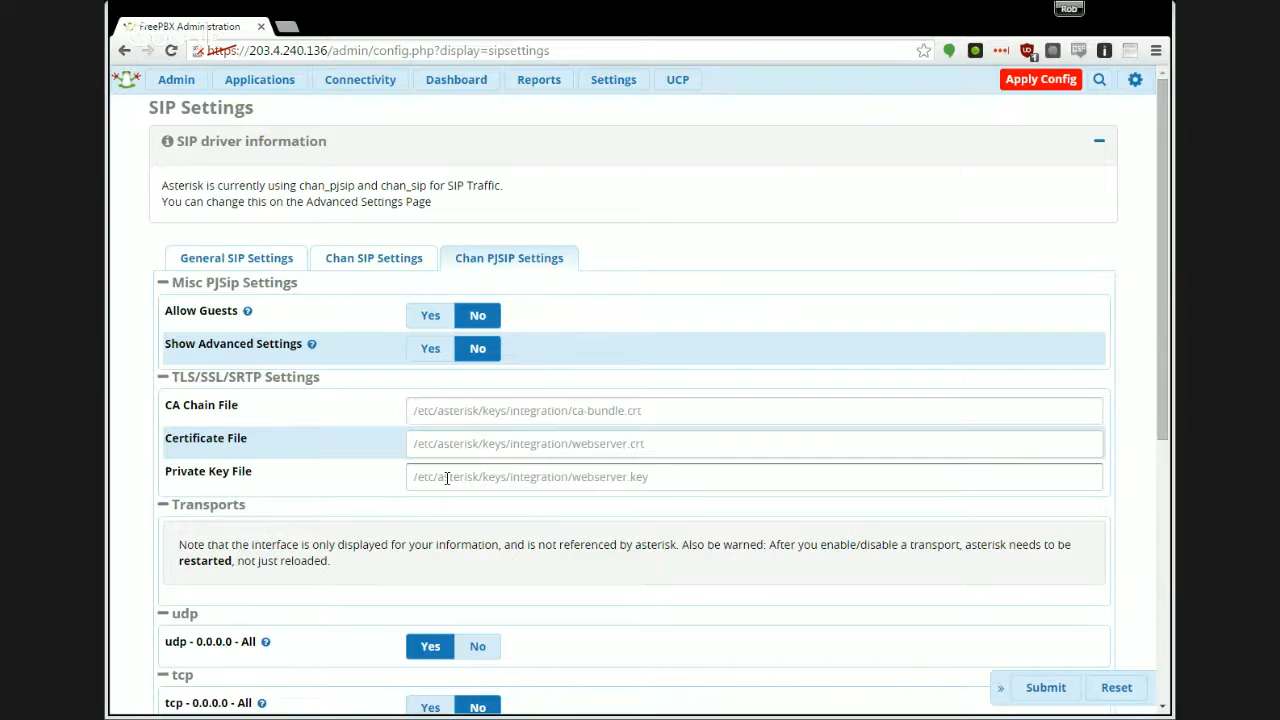 Rob
FreePBX Administration
https://203.4.240.136/admin/config.php?display=sipsettings
Admin Applications Connectivity Dashboard Reports Settings UCP Apply Config
SIP Settings
SIP driver information
Asterisk is currently using chan_pjsip and chan_sip for SIP Traffic.
You can change this on the Advanced Settings Page
General SIP Settings Chan SIP Settings Chan PJSIP Settings
Misc PJSip Settings
Allow Guests Yes No
Show Advanced Settings Yes No
TLS/SSL/SRTP Settings
CA Chain File /etc/asterisk/keys/integration/ca-bundle.crt
Certificate File /etc/asterisk/keys/integration/webserver.crt
Private Key File /etc/asterisk/keys/integration/webserver.key
Transports
Note that the interface is only displayed for your information, and is not referenced by asterisk. Also be warned: After you enable/disable a transport, asterisk needs to be
restarted, not just reloaded.
udp
udp - 0.0.0.0 - All Yes No
tcp
tcp - 0.0.0.0 - All Yes No
» Submit Reset